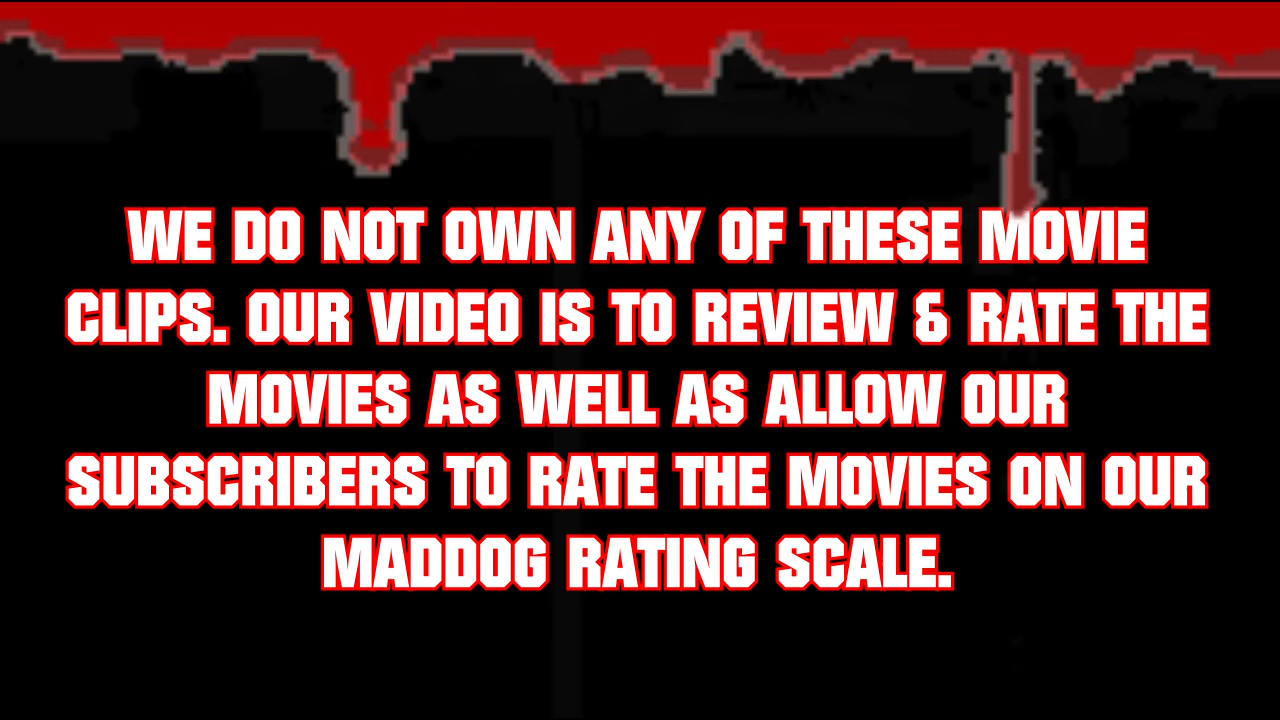 WE DO NOT OWN ANY OF THESE MOVIE
CLIPS. OUR VIDEO IS TO REVIEW & RATE THE
MOVIES AS WELL AS ALLOW OUR
SUBSCRIBERS TO RATE THE MOVIES ON OUR
MADDOG RATING SCALE.